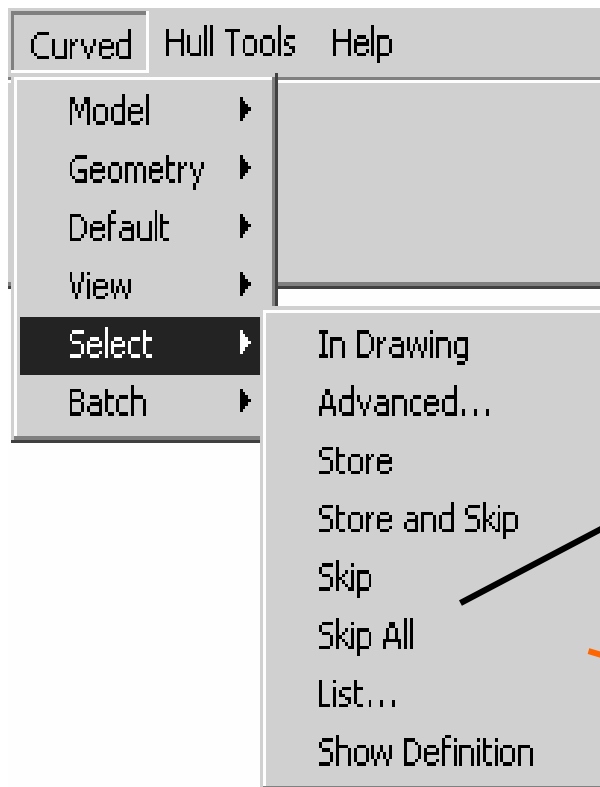 Curved Hull Tools Help
Model
Geometry
Default
View
Select
Batch
In Drawing
Advanced...
Store
Store and Skip
Skip
Skip All
List...
Show Definition